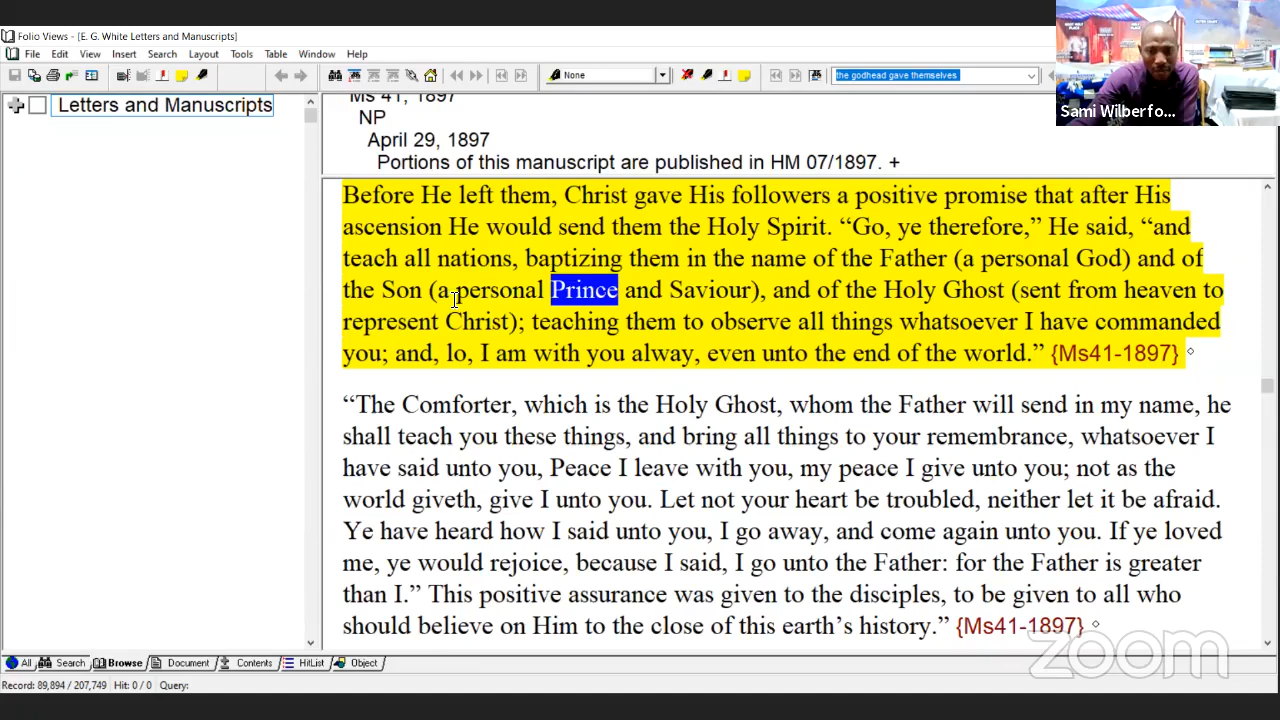 Folio Views - [E. G. White Letters and Manuscripts]
File Edit View Insert Search Layout Tools Table Window Help
None
the godhead gave themselves
Sami Wilberfo...
Letters and Manuscripts
Ms 41, 1897
NP
April 29, 1897
Portions of this manuscript are published in HM 07/1897. +
Before He left them, Christ gave His followers a positive promise that after His
ascension He would send them the Holy Spirit. “Go, ye therefore,” He said, “and
teach all nations, baptizing them in the name of the Father (a personal God) and of
the Son (a personal Prince and Saviour), and of the Holy Ghost (sent from heaven to
represent Christ); teaching them to observe all things whatsoever I have commanded
you; and, lo, I am with you alway, even unto the end of the world.” {Ms41-1897}
“The Comforter, which is the Holy Ghost, whom the Father will send in my name, he
shall teach you these things, and bring all things to your remembrance, whatsoever I
have said unto you, Peace I leave with you, my peace I give unto you; not as the
world giveth, give I unto you. Let not your heart be troubled, neither let it be afraid.
Ye have heard how I said unto you, I go away, and come again unto you. If ye loved
me, ye would rejoice, because I said, I go unto the Father: for the Father is greater
than I.” This positive assurance was given to the disciples, to be given to all who
should believe on Him to the close of this earth’s history.” {Ms41-1897}
zoom
All Search Browse Document Contents HitList Object
Record: 89,894 / 207,749 Hit: 0 / 0 Query: